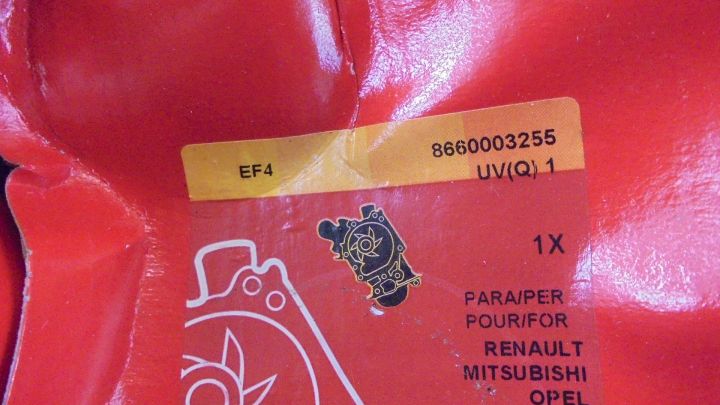 EF4
8660003255
UV(Q) 1
1X
PARA/PER
POUR/FOR
RENAULT
MITSUBISHI
OPEL